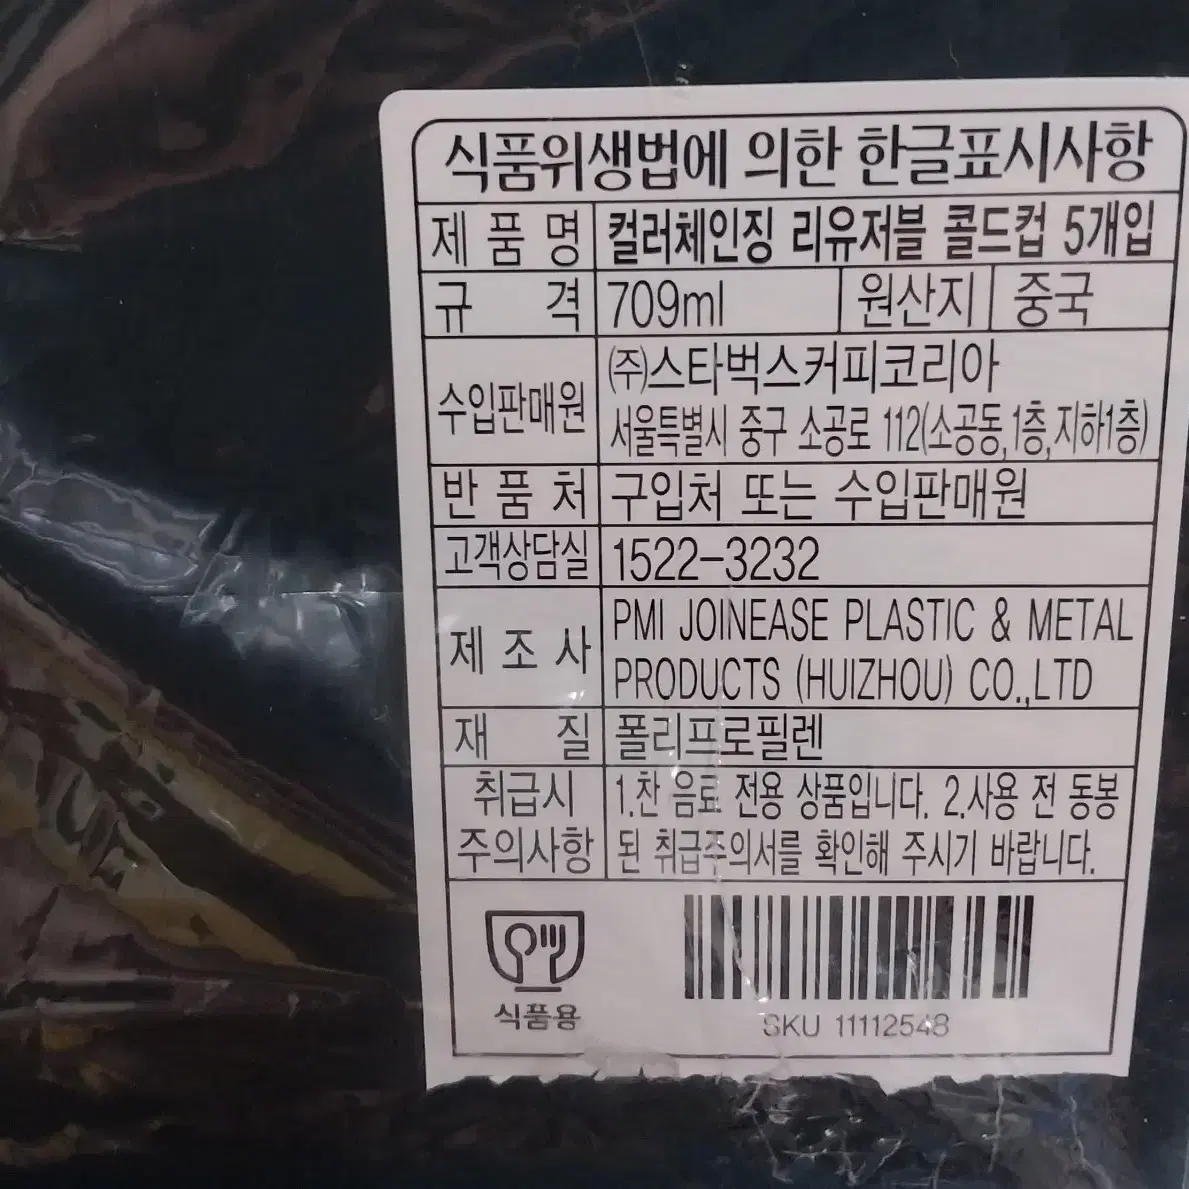 식품위생법에 의한 한글표시사항
제품명 컬러체인징 리유저블 콜드컵 5개입
규격 709ml 원산지 중국
수입판매원 ㈜스타벅스커피코리아
서울특별시 중구 소공로 112(소공동,1층,지하1층)
반품처 구입처 또는 수입판매원
고객상담실 1522-3232
제조사 PMI JOINEASE PLASTIC & METAL
PRODUCTS (HUIZHOU) CO.,LTD
재질 폴리프로필렌
취급시 1.찬 음료 전용 상품입니다. 2.사용 전 동봉
주의사항 된 취급주의서를 확인해 주시기 바랍니다.
식품용
SKU 11112548